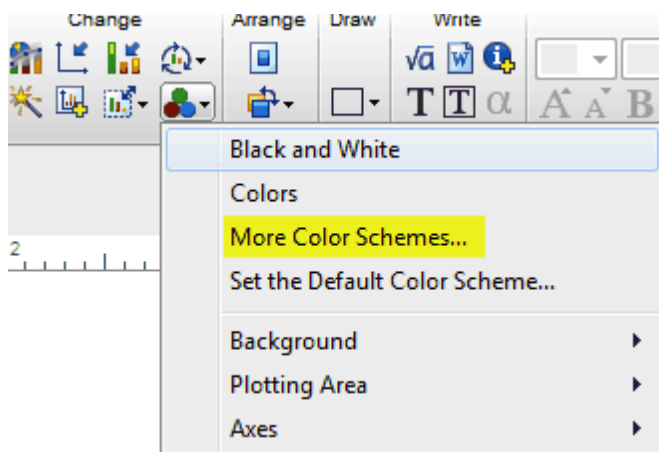 Change Arrange Draw Write
√α W
T T α A A B
Black and White
Colors
2
More Color Schemes...
Set the Default Color Scheme...
Background
Plotting Area
Axes